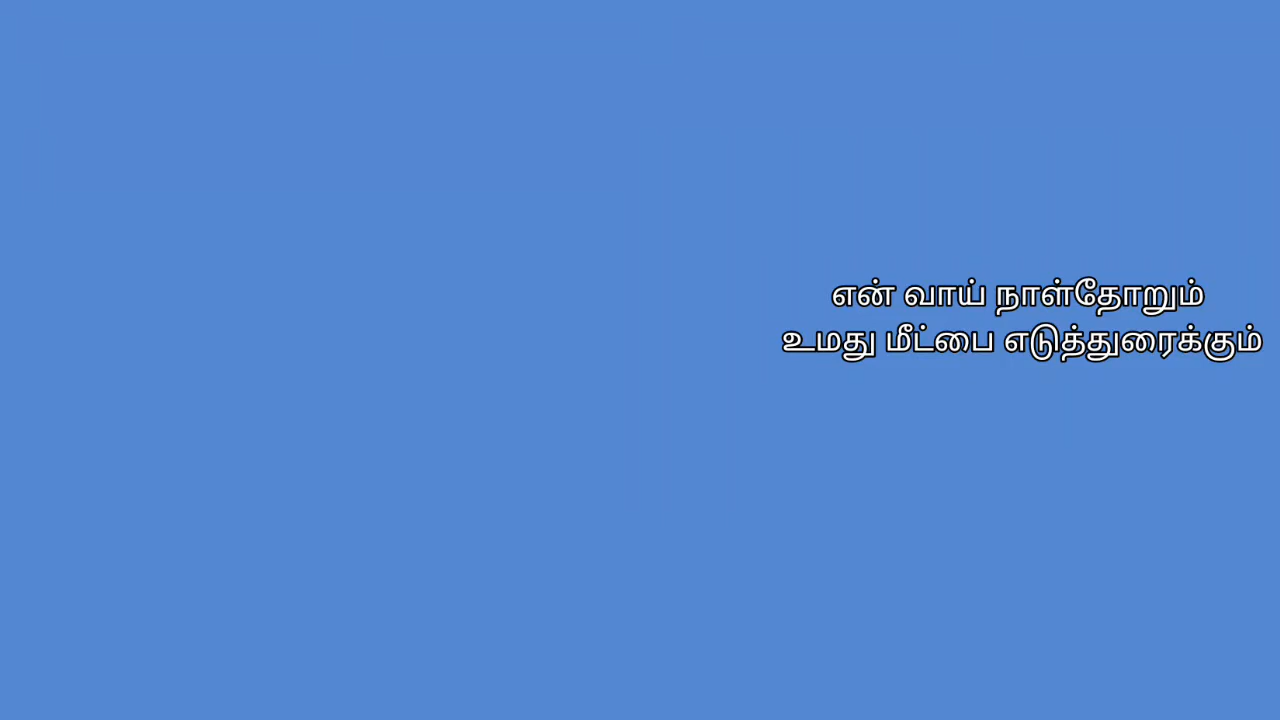 என் வாய் நாள்தோறும்
உமது மீட்பை எடுத்துரைக்கும்